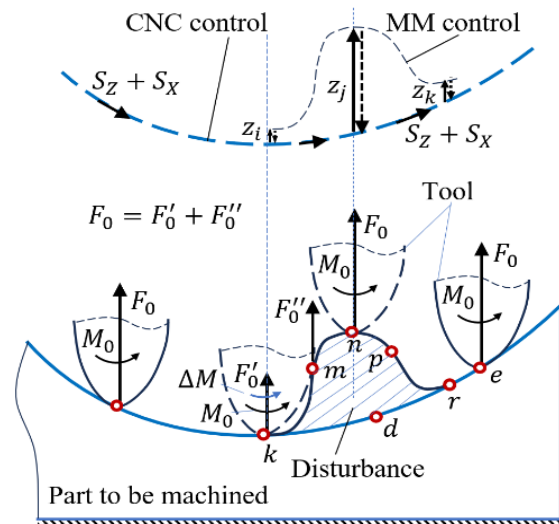 CNC control
MM control
S_Z + S_X
z_i
z_j
z_k
S_Z + S_X
F_0 = F_0' + F_0''
Tool
F_0
M_0
F_0
M_0
F_0
M_0
F_0''
ΔM
F_0'
M_0
k
m
n
p
r
e
d
Disturbance
Part to be machined